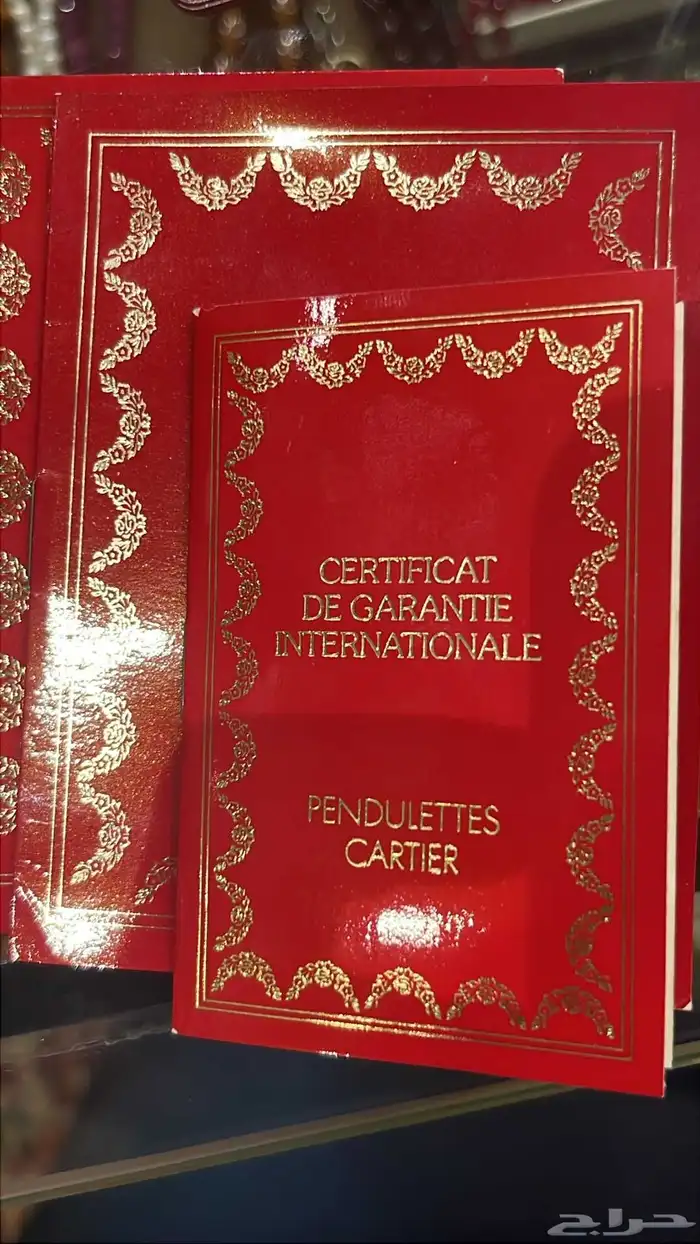 CERTIFICAT
DE GARANTIE
INTERNATIONALE
PENDULETTES
CARTIER
حراج